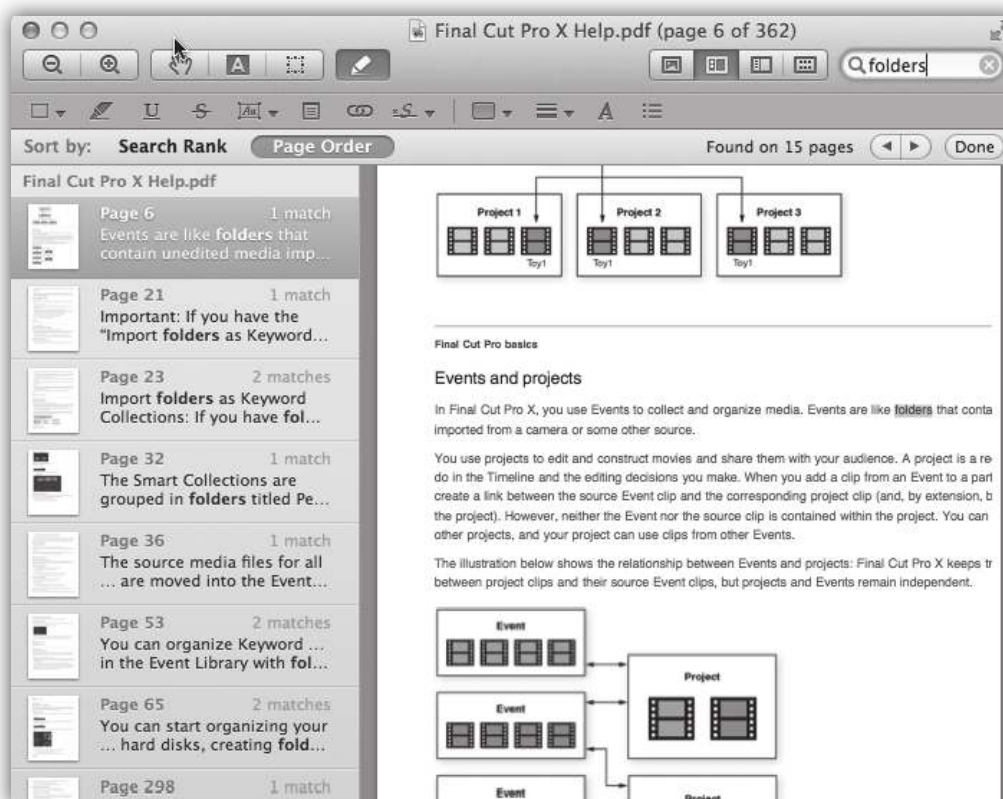 Final Cut Pro X Help.pdf (page 6 of 362)
A
folders
U S A S A
Sort by: Search Rank Page Order Found on 15 pages Done
Final Cut Pro X Help.pdf
Page 6 1 match
Events are like folders that
contain unedited media imp...
Page 21 1 match
Important: If you have the
"Import folders as Keyword...
Page 23 2 matches
Import folders as Keyword
Collections: If you have fol...
Page 32 1 match
The Smart Collections are
grouped in folders titled Pe...
Page 36 1 match
The source media files for all
... are moved into the Event...
Page 53 2 matches
You can organize Keyword ...
in the Event Library with fol...
Page 65 2 matches
You can start organizing your
... hard disks, creating fold...
Page 298 1 match
Project 1 Project 2 Project 3
Toy1 Toy1 Toy1
Final Cut Pro basics
Events and projects
In Final Cut Pro X, you use Events to collect and organize media. Events are like folders that conta
imported from a camera or some other source.
You use projects to edit and construct movies and share them with your audience. A project is a re
do in the Timeline and the editing decisions you make. When you add a clip from an Event to a part
create a link between the source Event clip and the corresponding project clip (and, by extension, b
the project). However, neither the Event nor the source clip is contained within the project. You can
other projects, and your project can use clips from other Events.
The illustration below shows the relationship between Events and projects: Final Cut Pro X keeps tr
between project clips and their source Event clips, but projects and Events remain independent.
Event
Project
Event
Event
Project